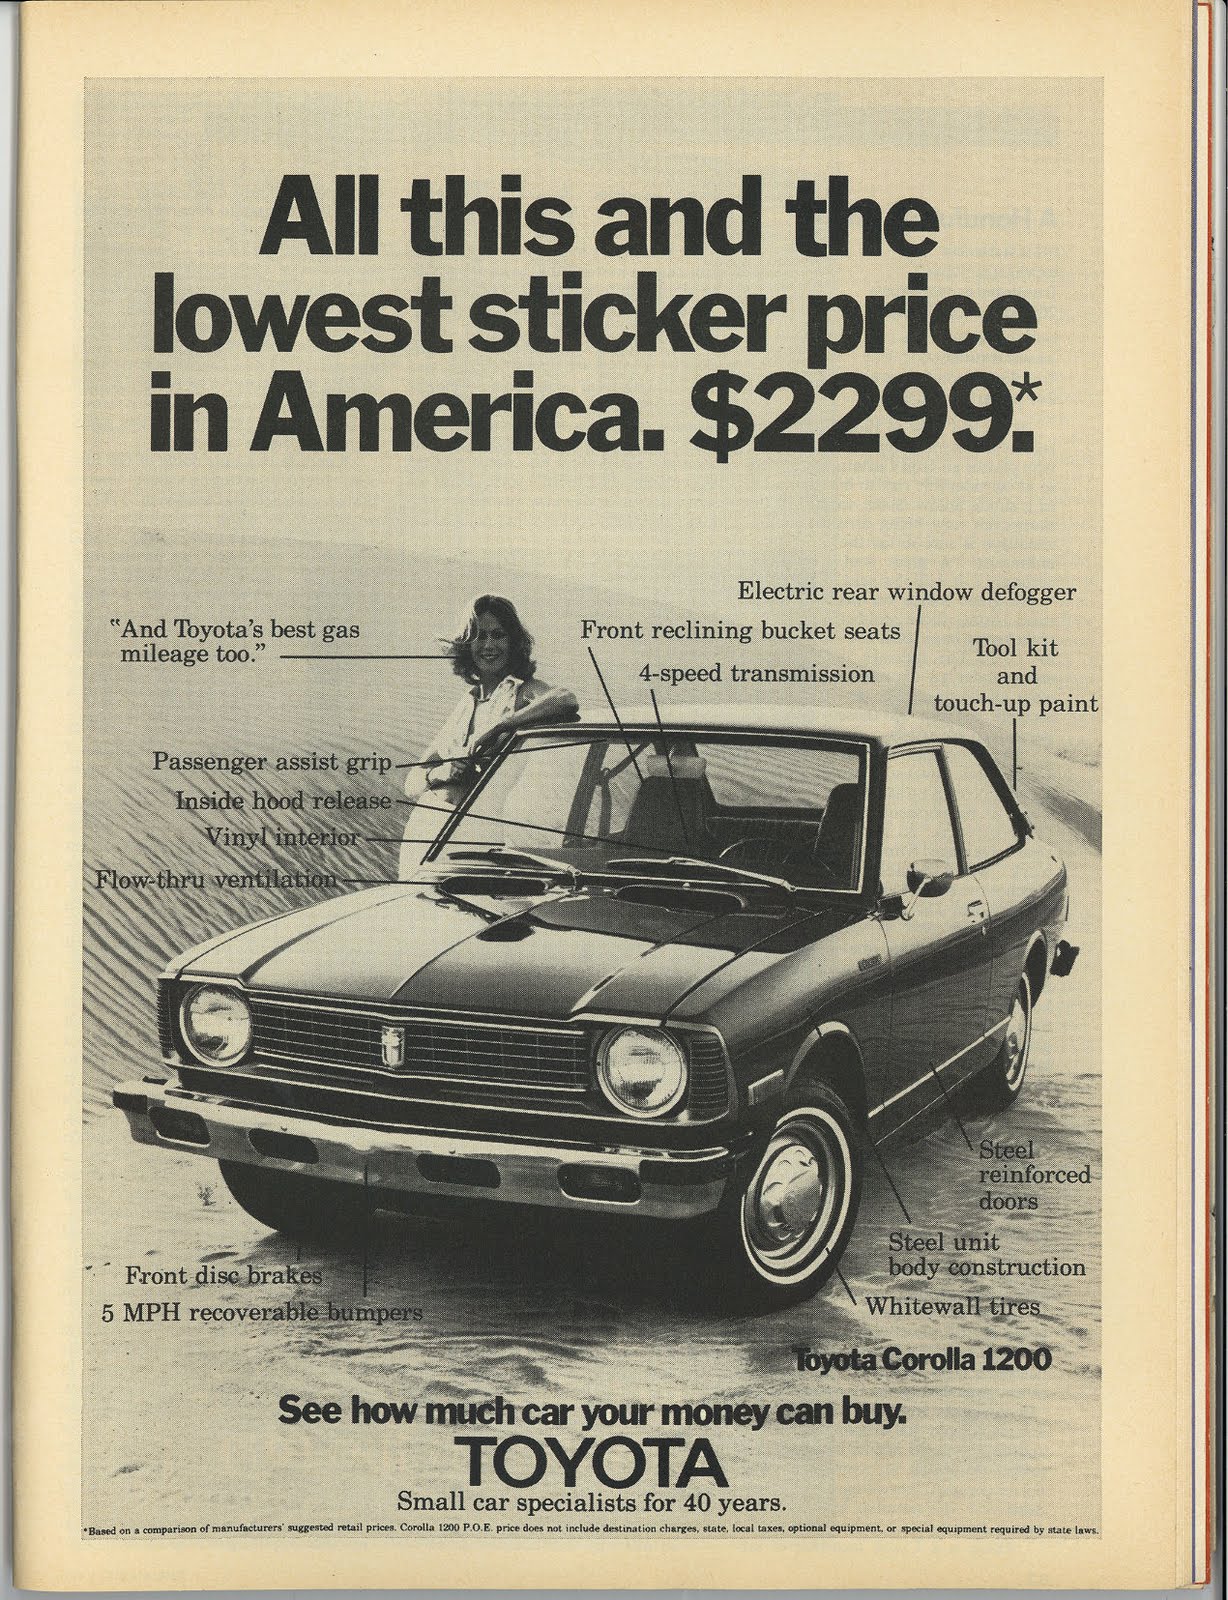 All this and the
lowest sticker price
in America. $2299.*
Electric rear window defogger
"And Toyota's best gas
mileage too."
Front reclining bucket seats
4-speed transmission
Tool kit
and
touch-up paint
Passenger assist grip
Inside hood release
Vinyl interior
Flow-thru ventilation
Steel
reinforced
doors
Steel unit
body construction
Whitewall tires
Front disc brakes
5 MPH recoverable bumpers
Toyota Corolla 1200
See how much car your money can buy.
TOYOTA
Small car specialists for 40 years.
*Based on a comparison of manufacturers' suggested retail prices. Corolla 1200 P.O.E. price does not include destination charges, state, local taxes, optional equipment, or special equipment required by state laws.